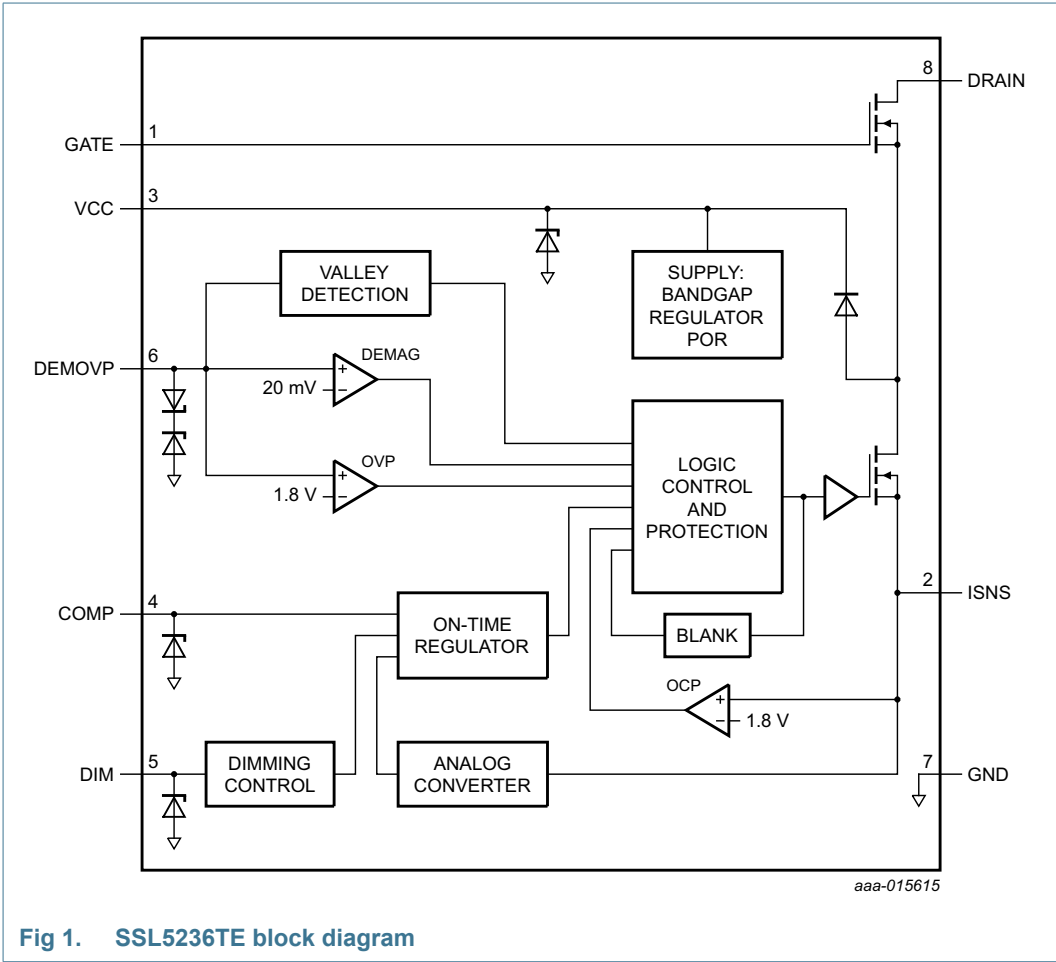 8
DRAIN
1
GATE
3
VCC
VALLEY
DETECTION
SUPPLY:
BANDGAP
REGULATOR
POR
6
DEMOVP
DEMAG
+
20 mV
−
OVP
+
1.8 V
−
LOGIC
CONTROL
AND
PROTECTION
2
ISNS
4
COMP
ON-TIME
REGULATOR
BLANK
OCP
+
−
1.8 V
5
DIM
DIMMING
CONTROL
ANALOG
CONVERTER
7
GND
aaa-015615
Fig 1. SSL5236TE block diagram